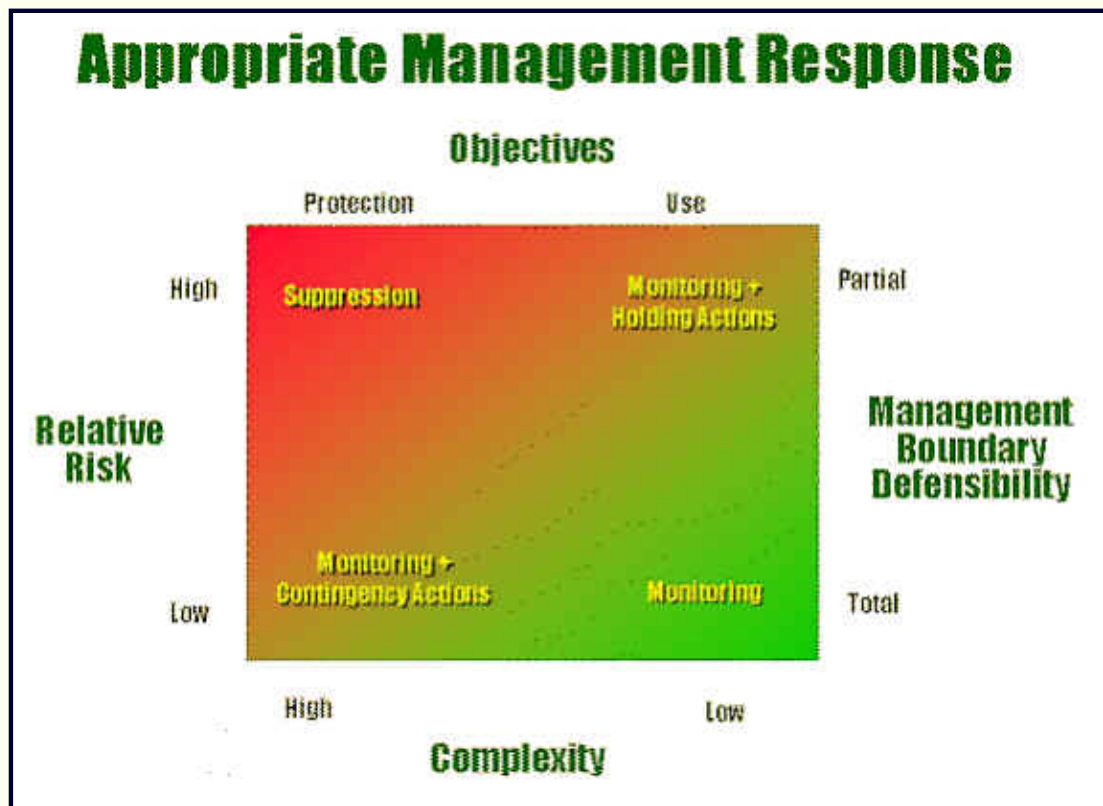 Appropriate Management Response
Objectives
Protection Use
High Suppression Monitoring + Partial
Holding Actions
Relative Management
Risk Boundary
Defensibility
Monitoring +
Contingency Actions Monitoring
Low Total
High Low
Complexity